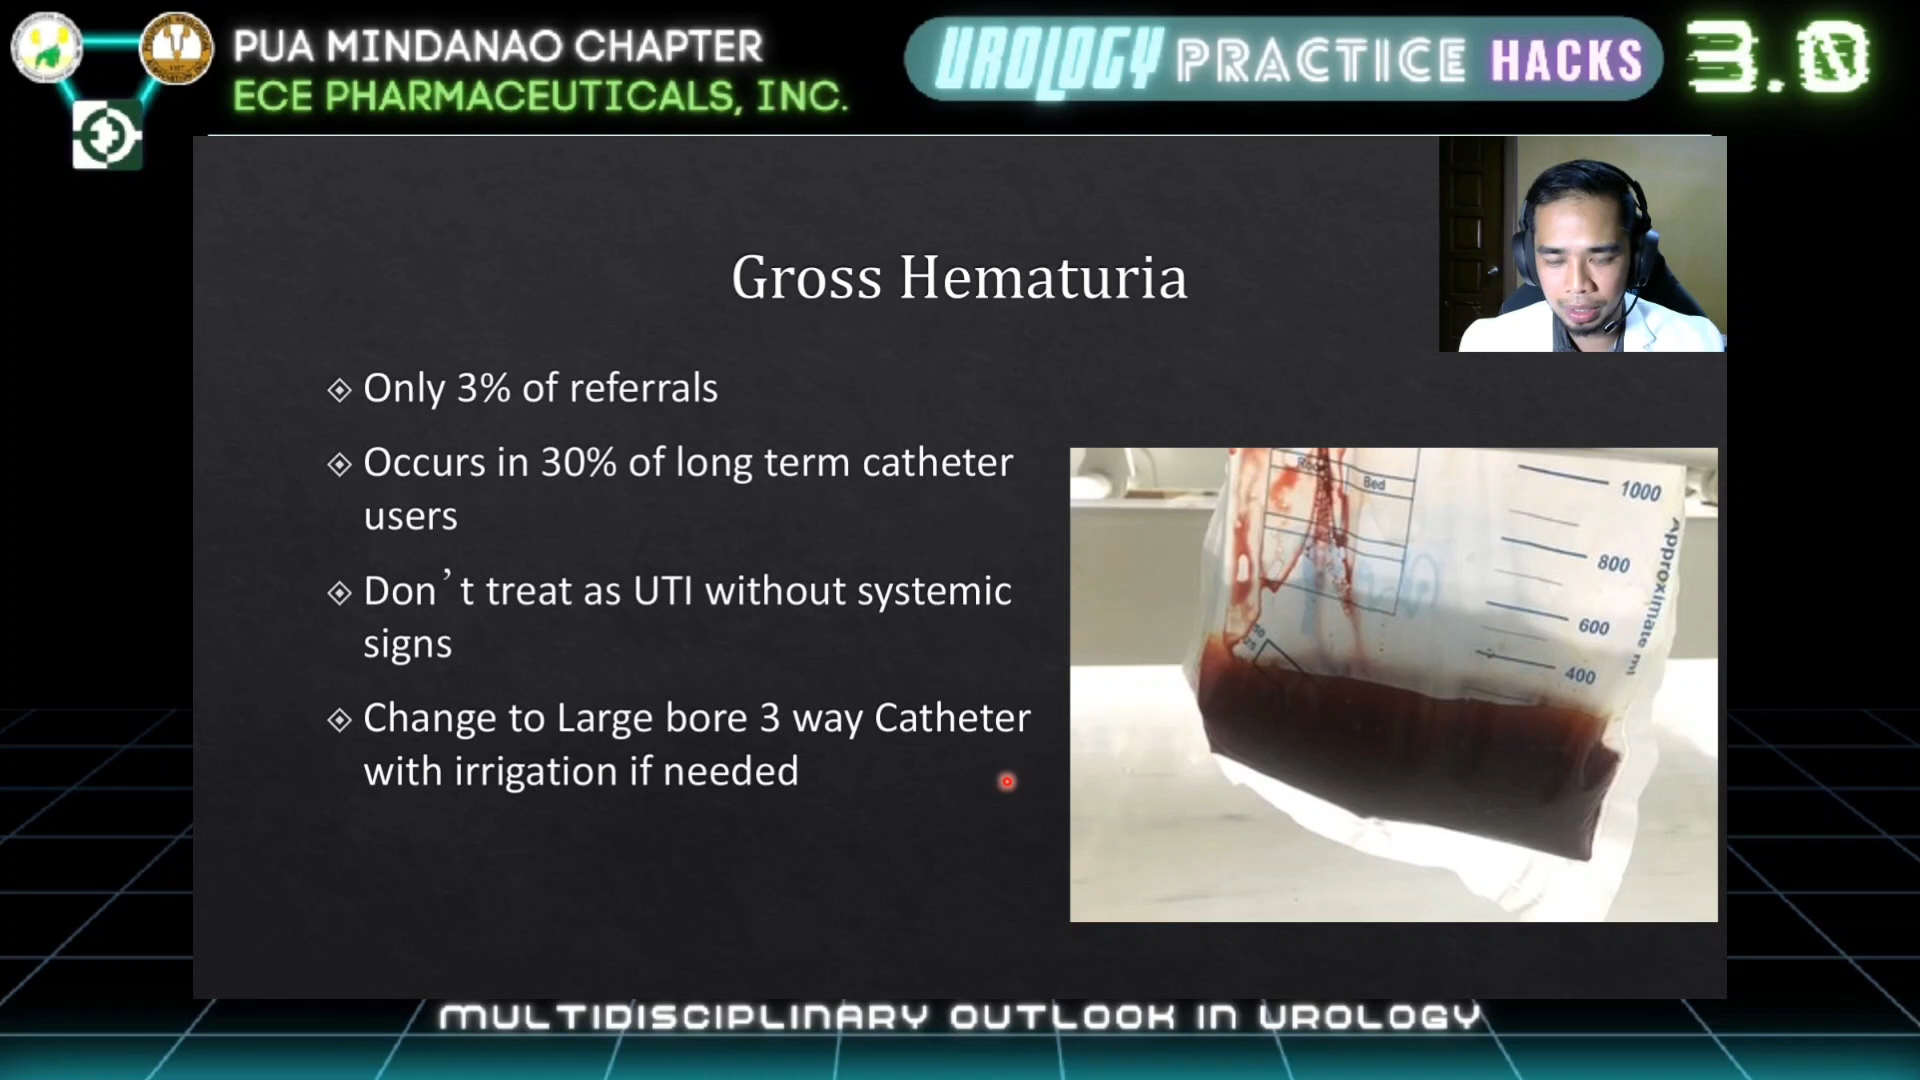 PUA MINDANAO CHAPTER
ECE PHARMACEUTICALS, INC.
UROLOGY PRACTICE HACKS 3.0
Gross Hematuria
Only 3% of referrals
Occurs in 30% of long term catheter
users
Don't treat as UTI without systemic
signs
Change to Large bore 3 way Catheter
with irrigation if needed
Bed
1000
800
600
400
Approximate ml
50
25
MULTIDISCIPLINARY OUTLOOK IN UROLOGY